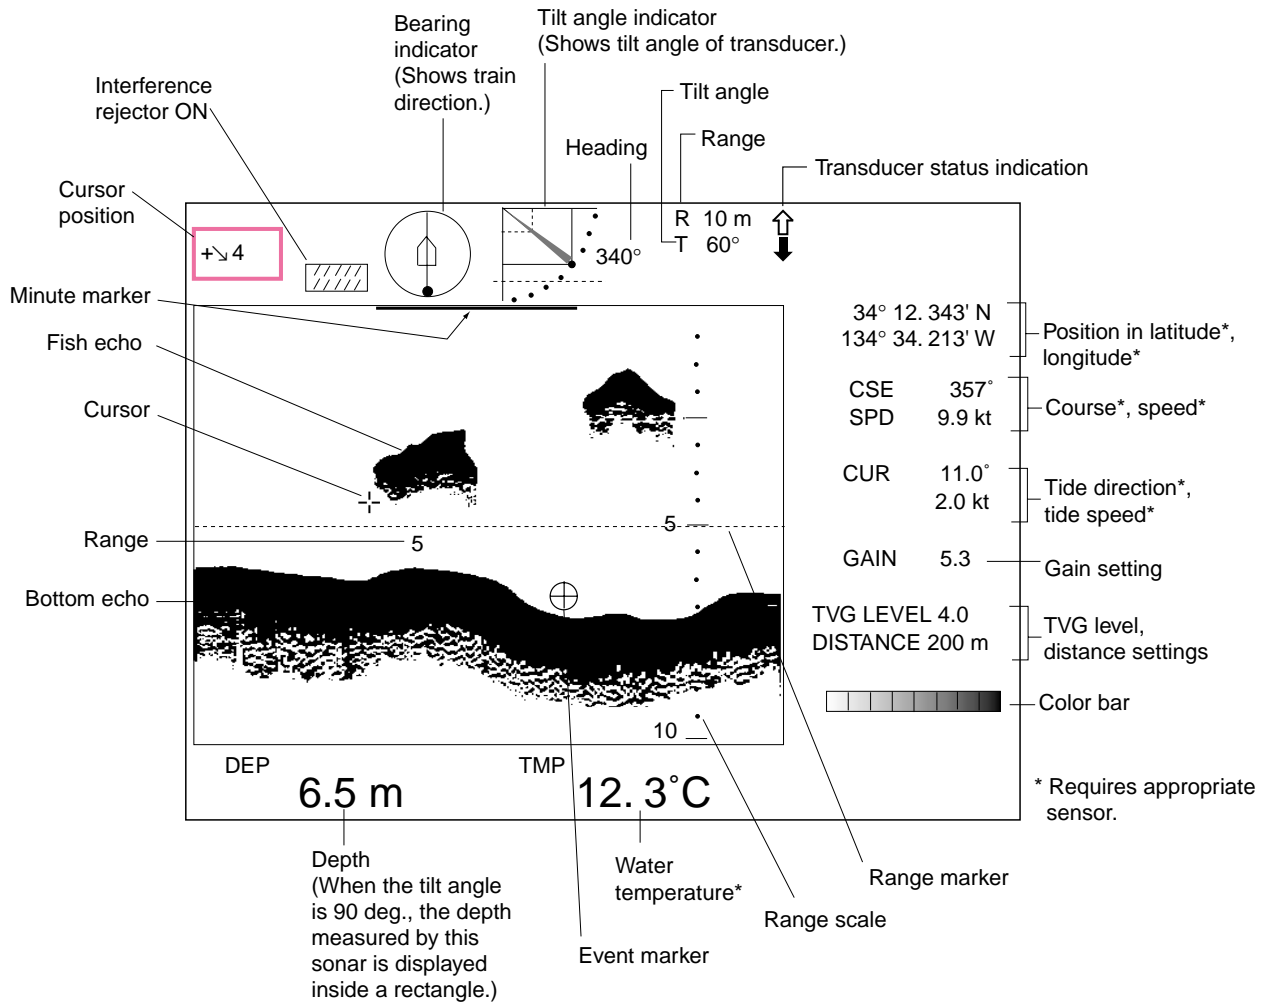 Bearing
indicator
(Shows train
direction.)
Tilt angle indicator
(Shows tilt angle of transducer.)
Interference
rejector ON
Tilt angle
Heading
Range
Transducer status indication
Cursor
position
R 10 m
T 60°
+↘ 4
340°
Minute marker
Fish echo
Cursor
Range
Bottom echo
5
5
10
34° 12. 343' N
134° 34. 213' W
Position in latitude*,
longitude*
CSE 357°
SPD 9.9 kt
Course*, speed*
CUR 11.0°
2.0 kt
Tide direction*,
tide speed*
GAIN 5.3
Gain setting
TVG LEVEL 4.0
DISTANCE 200 m
TVG level,
distance settings
Color bar
DEP
6.5 m
TMP
12. 3°C
* Requires appropriate
sensor.
Depth
(When the tilt angle
is 90 deg., the depth
measured by this
sonar is displayed
inside a rectangle.)
Water
temperature*
Event marker
Range scale
Range marker